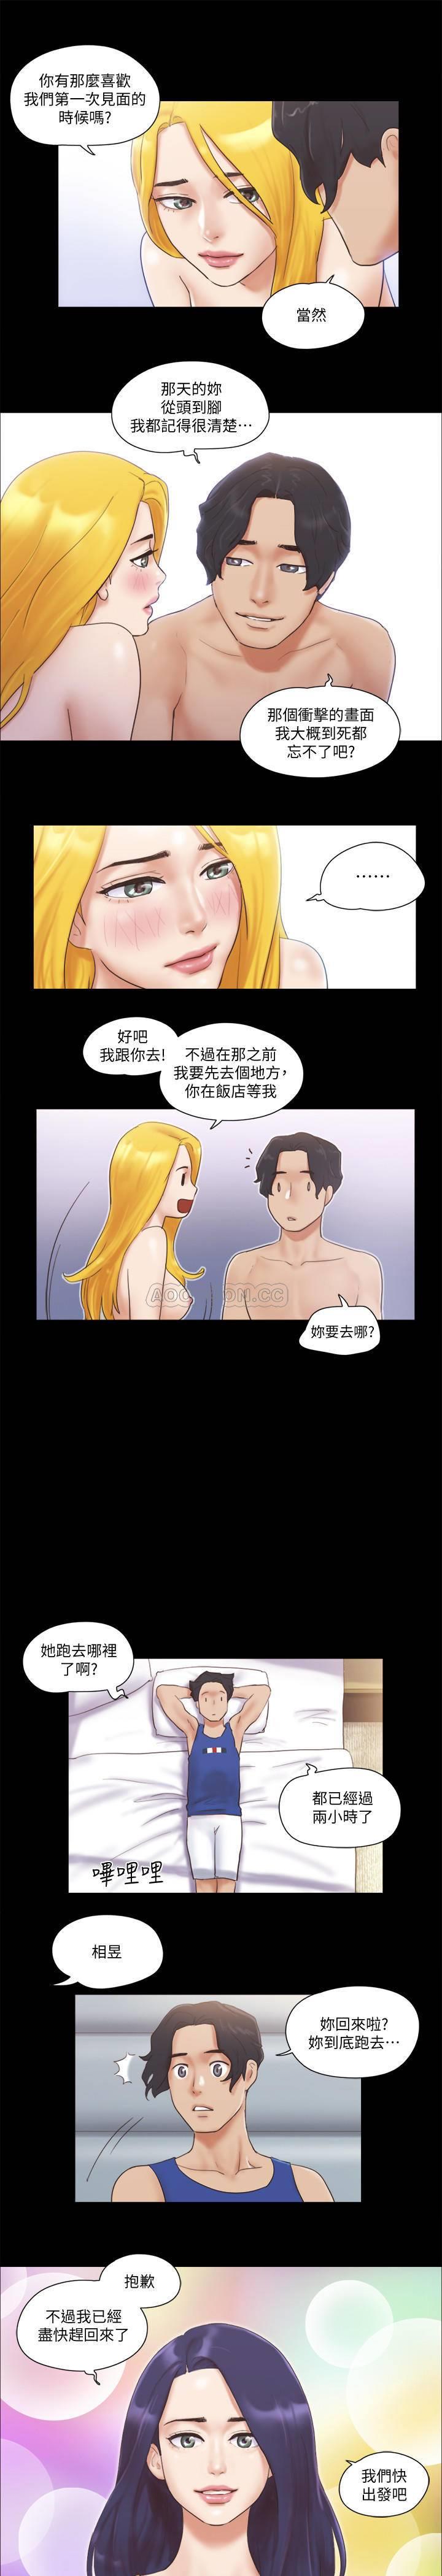 你有那麼喜歡
我們第一次見面的
時候嗎?
當然
那天的妳
從頭到腳
我都記得很清楚…
那個衝擊的畫面
我大概到死都
忘不了吧?
……
好吧
我跟你去!
不過在那之前
我要先去個地方,
你在飯店等我
妳要去哪?
她跑去哪裡
了啊?
都已經過
兩小時了
嗶哩哩
相昱
妳回來啦?
妳到底跑去…
抱歉
不過我已經
盡快趕回來了
我們快
出發吧